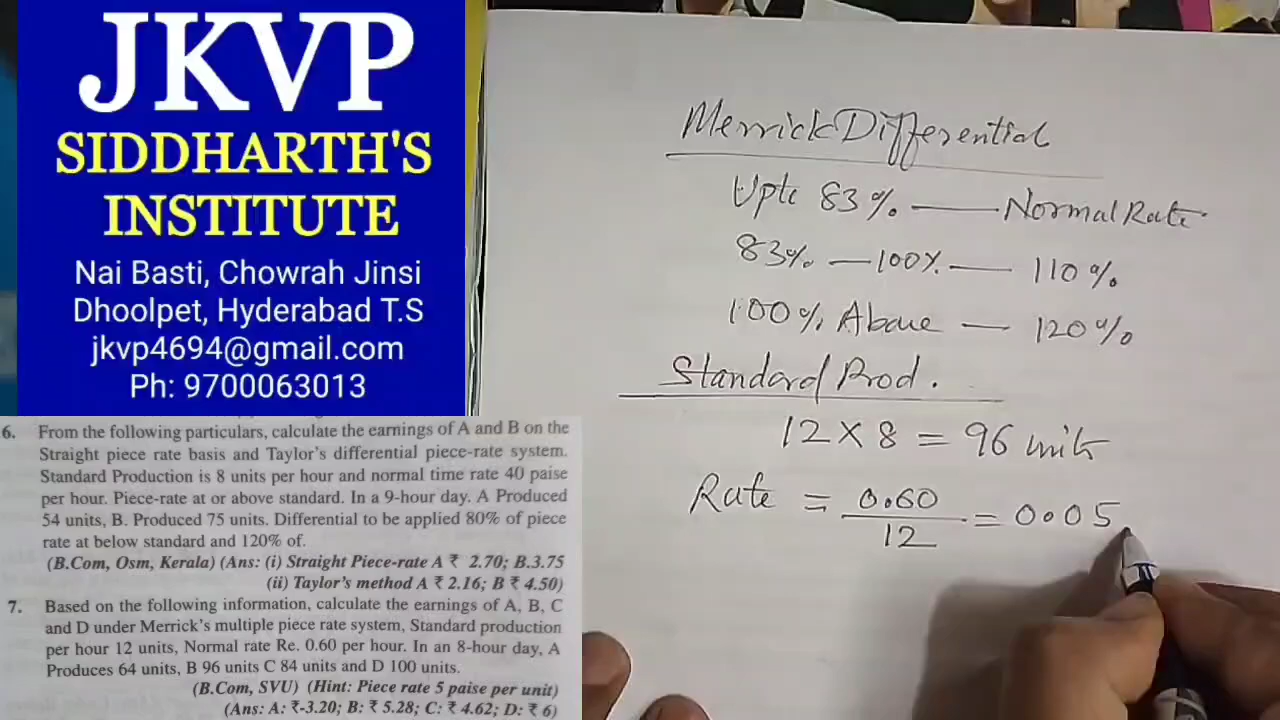 JKVP
SIDDHARTH'S
INSTITUTE
Nai Basti, Chowrah Jinsi
Dhoolpet, Hyderabad T.S
jkvp4694@gmail.com
Ph: 9700063013
6. From the following particulars, calculate the earnings of A and B on the
Straight piece rate basis and Taylor's differential piece-rate system.
Standard Production is 8 units per hour and normal time rate 40 paise
per hour. Piece-rate at or above standard. In a 9-hour day. A Produced
54 units, B. Produced 75 units. Differential to be applied 80% of piece
rate at below standard and 120% of.
(B.Com, Osm, Kerala) (Ans: (i) Straight Piece-rate A ₹ 2.70; B.3.75
(ii) Taylor's method A ₹ 2.16; B ₹ 4.50)
7. Based on the following information, calculate the earnings of A, B, C
and D under Merrick's multiple piece rate system, Standard production
per hour 12 units, Normal rate Re. 0.60 per hour. In an 8-hour day, A
Produces 64 units, B 96 units C 84 units and D 100 units.
(B.Com, SVU) (Hint: Piece rate 5 paise per unit)
(Ans: A: ₹-3.20; B: ₹ 5.28; C: ₹ 4.62; D: ₹ 6)
Merrick Differential
Upto 83% — Normal Rate
83% — 100% — 110%
100% Above — 120%
Standard Prod.
12 × 8 = 96 units
Rate = 0.60 / 12 = 0.05